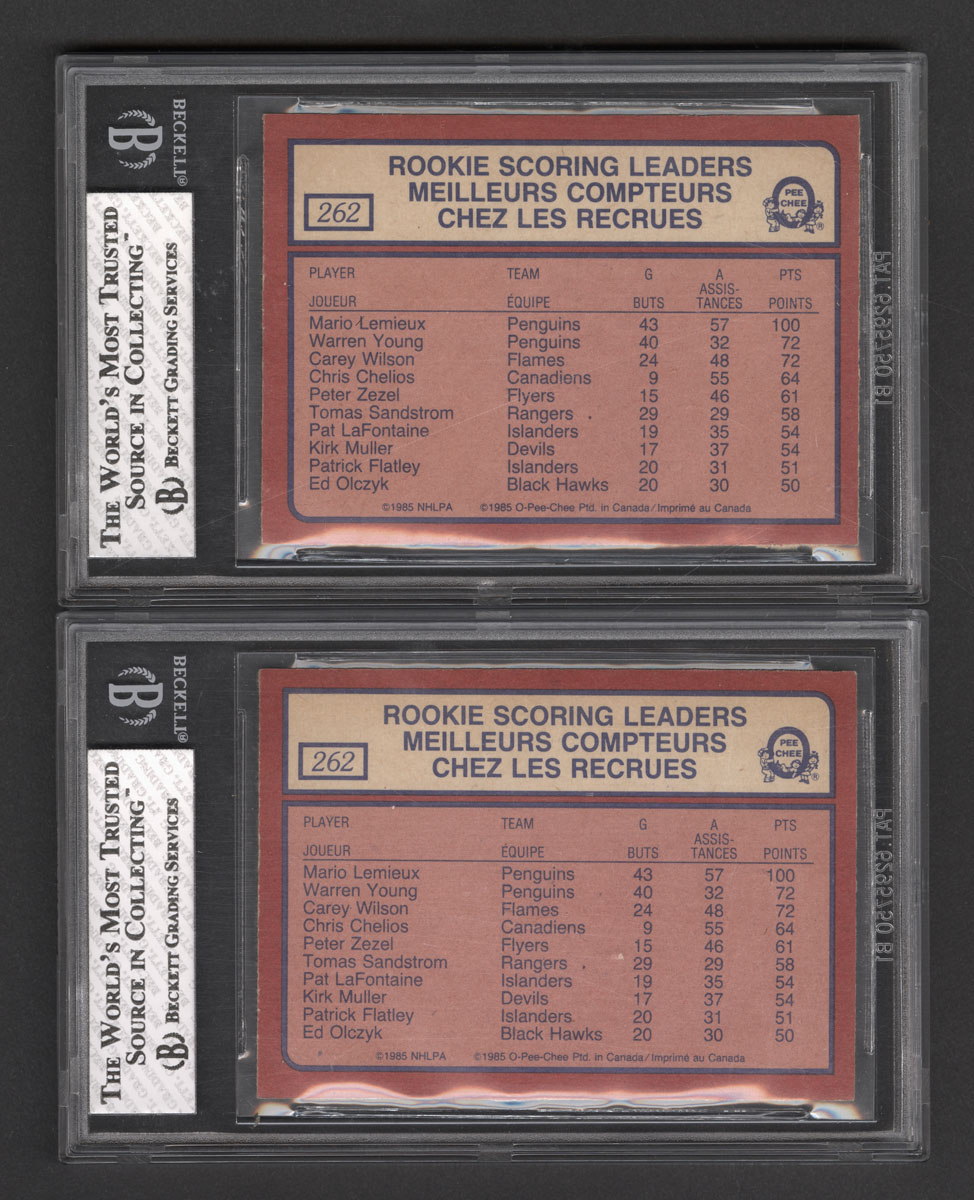 BECKETT®
B
THE WORLD'S MOST TRUSTED
SOURCE IN COLLECTING™
(B) BECKETT GRADING SERVICES
262
ROOKIE SCORING LEADERS
MEILLEURS COMPTEURS
CHEZ LES RECRUES
O
PEE
CHEE
®
PLAYER TEAM G A PTS
ASSIS-
JOUEUR ÉQUIPE BUTS TANCES POINTS
Mario Lemieux Penguins 43 57 100
Warren Young Penguins 40 32 72
Carey Wilson Flames 24 48 72
Chris Chelios Canadiens 9 55 64
Peter Zezel Flyers 15 46 61
Tomas Sandstrom Rangers 29 29 58
Pat LaFontaine Islanders 19 35 54
Kirk Muller Devils 17 37 54
Patrick Flatley Islanders 20 31 51
Ed Olczyk Black Hawks 20 30 50
©1985 NHLPA ©1985 O-Pee-Chee Ptd. in Canada/Imprimé au Canada
PAT. 6295750 B1
BECKETT®
B
THE WORLD'S MOST TRUSTED
SOURCE IN COLLECTING™
(B) BECKETT GRADING SERVICES
262
ROOKIE SCORING LEADERS
MEILLEURS COMPTEURS
CHEZ LES RECRUES
O
PEE
CHEE
®
PLAYER TEAM G A PTS
ASSIS-
JOUEUR ÉQUIPE BUTS TANCES POINTS
Mario Lemieux Penguins 43 57 100
Warren Young Penguins 40 32 72
Carey Wilson Flames 24 48 72
Chris Chelios Canadiens 9 55 64
Peter Zezel Flyers 15 46 61
Tomas Sandstrom Rangers 29 29 58
Pat LaFontaine Islanders 19 35 54
Kirk Muller Devils 17 37 54
Patrick Flatley Islanders 20 31 51
Ed Olczyk Black Hawks 20 30 50
©1985 NHLPA ©1985 O-Pee-Chee Ptd. in Canada/Imprimé au Canada
PAT. 6295750 B1